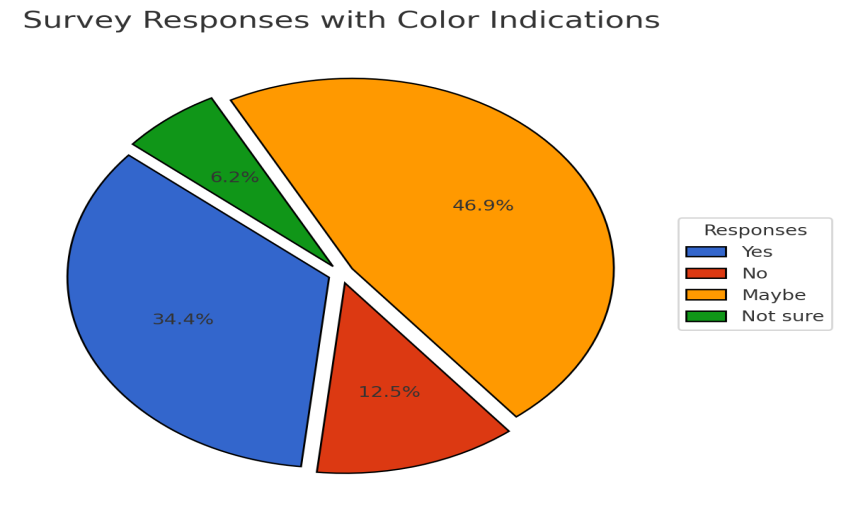 Survey Responses with Color Indications
6.2%
46.9%
34.4%
12.5%
Responses
Yes
No
Maybe
Not sure